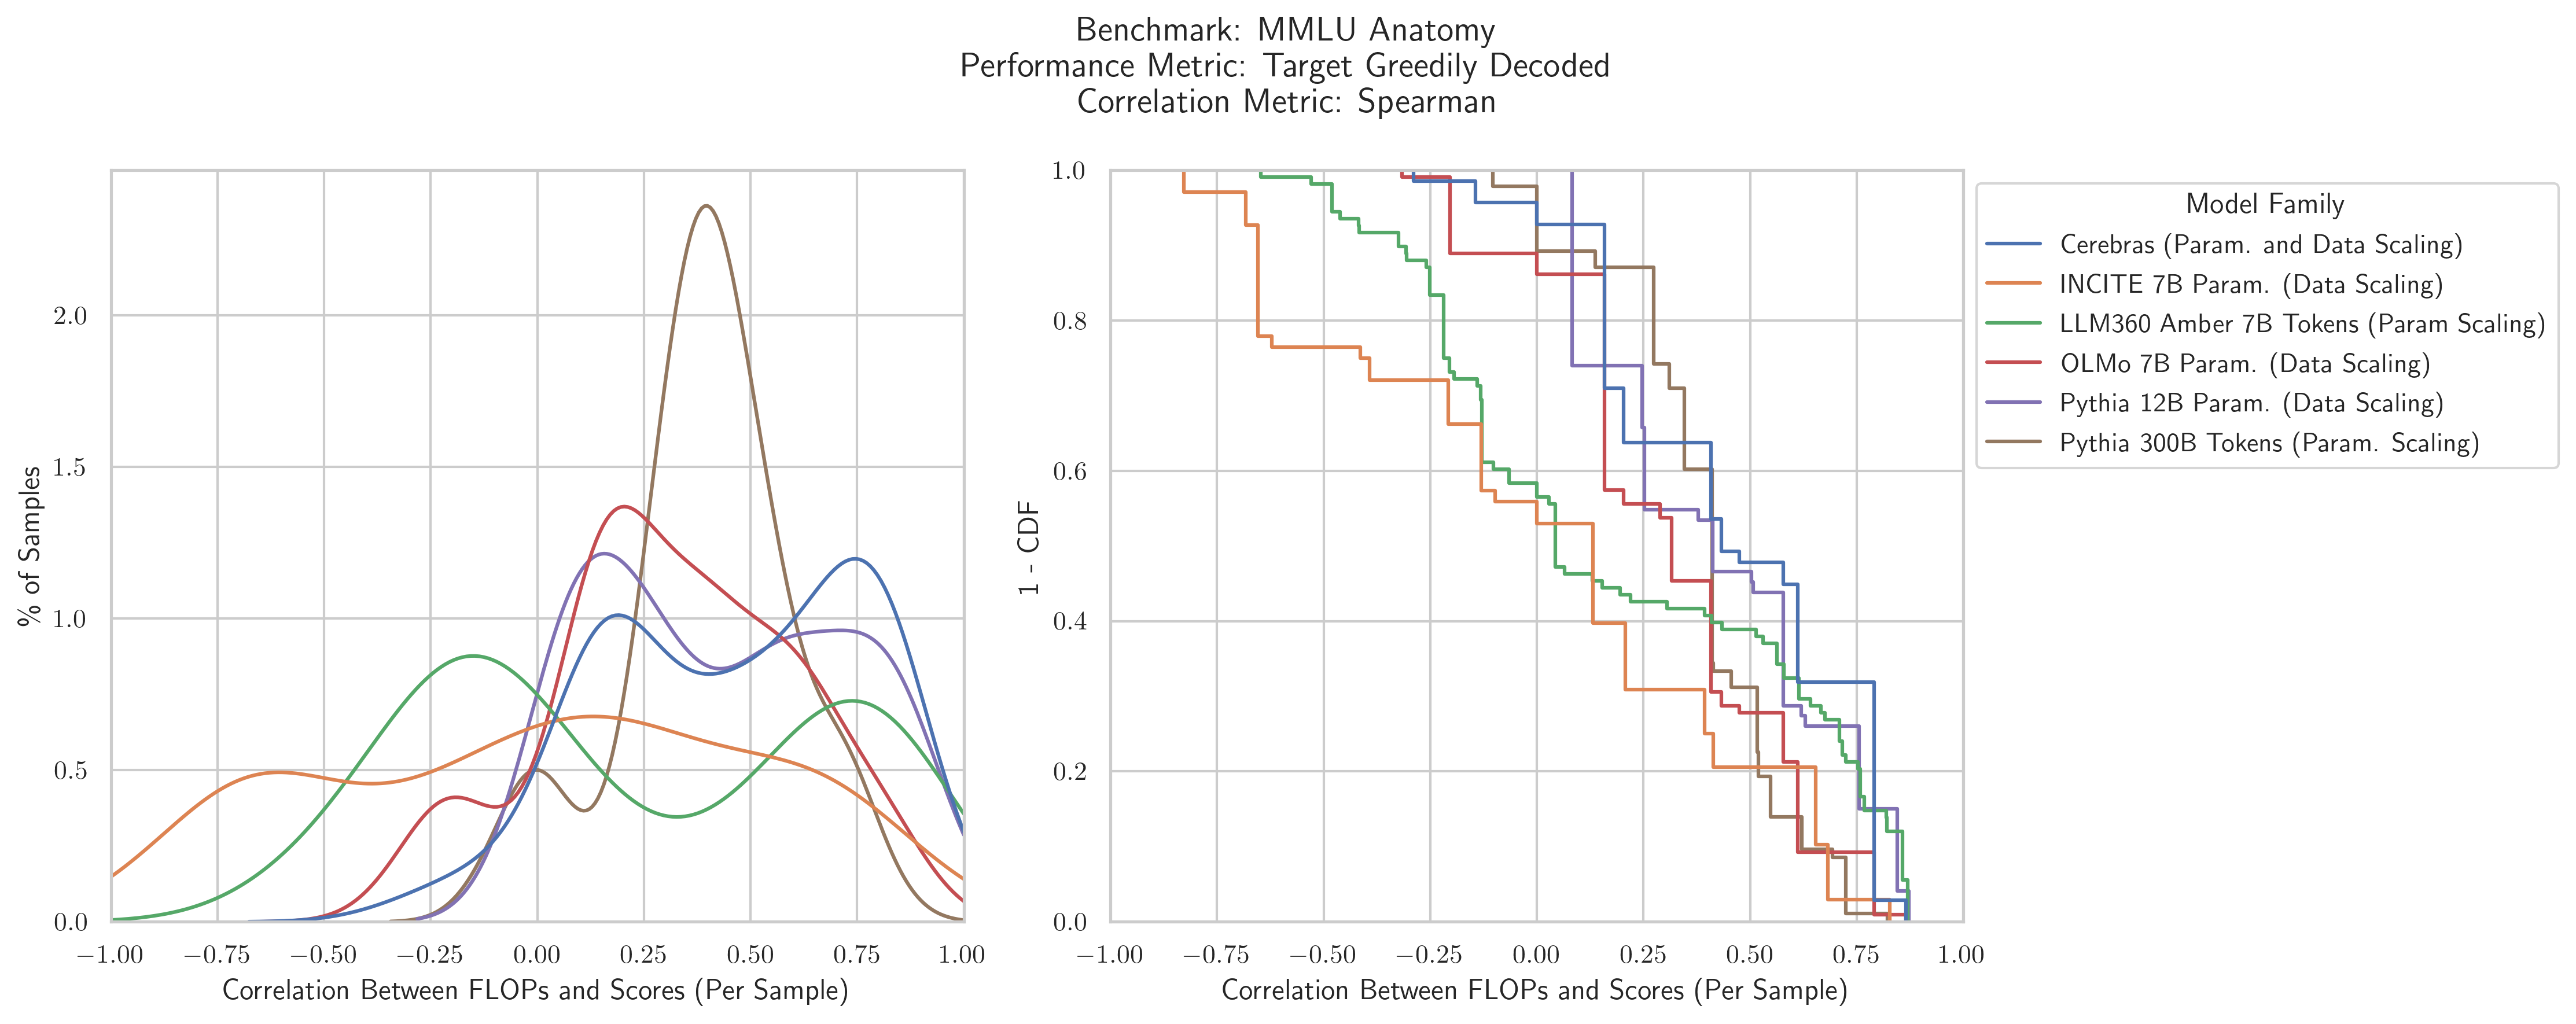 Benchmark: MMLU Anatomy
Performance Metric: Target Greedily Decoded
Correlation Metric: Spearman
% of Samples
2.0
1.5
1.0
0.5
0.0
−1.00 −0.75 −0.50 −0.25 0.00 0.25 0.50 0.75 1.00
Correlation Between FLOPs and Scores (Per Sample)
1 - CDF
1.0
0.8
0.6
0.4
0.2
0.0
−1.00 −0.75 −0.50 −0.25 0.00 0.25 0.50 0.75 1.00
Correlation Between FLOPs and Scores (Per Sample)
Model Family
Cerebras (Param. and Data Scaling)
INCITE 7B Param. (Data Scaling)
LLM360 Amber 7B Tokens (Param Scaling)
OLMo 7B Param. (Data Scaling)
Pythia 12B Param. (Data Scaling)
Pythia 300B Tokens (Param. Scaling)